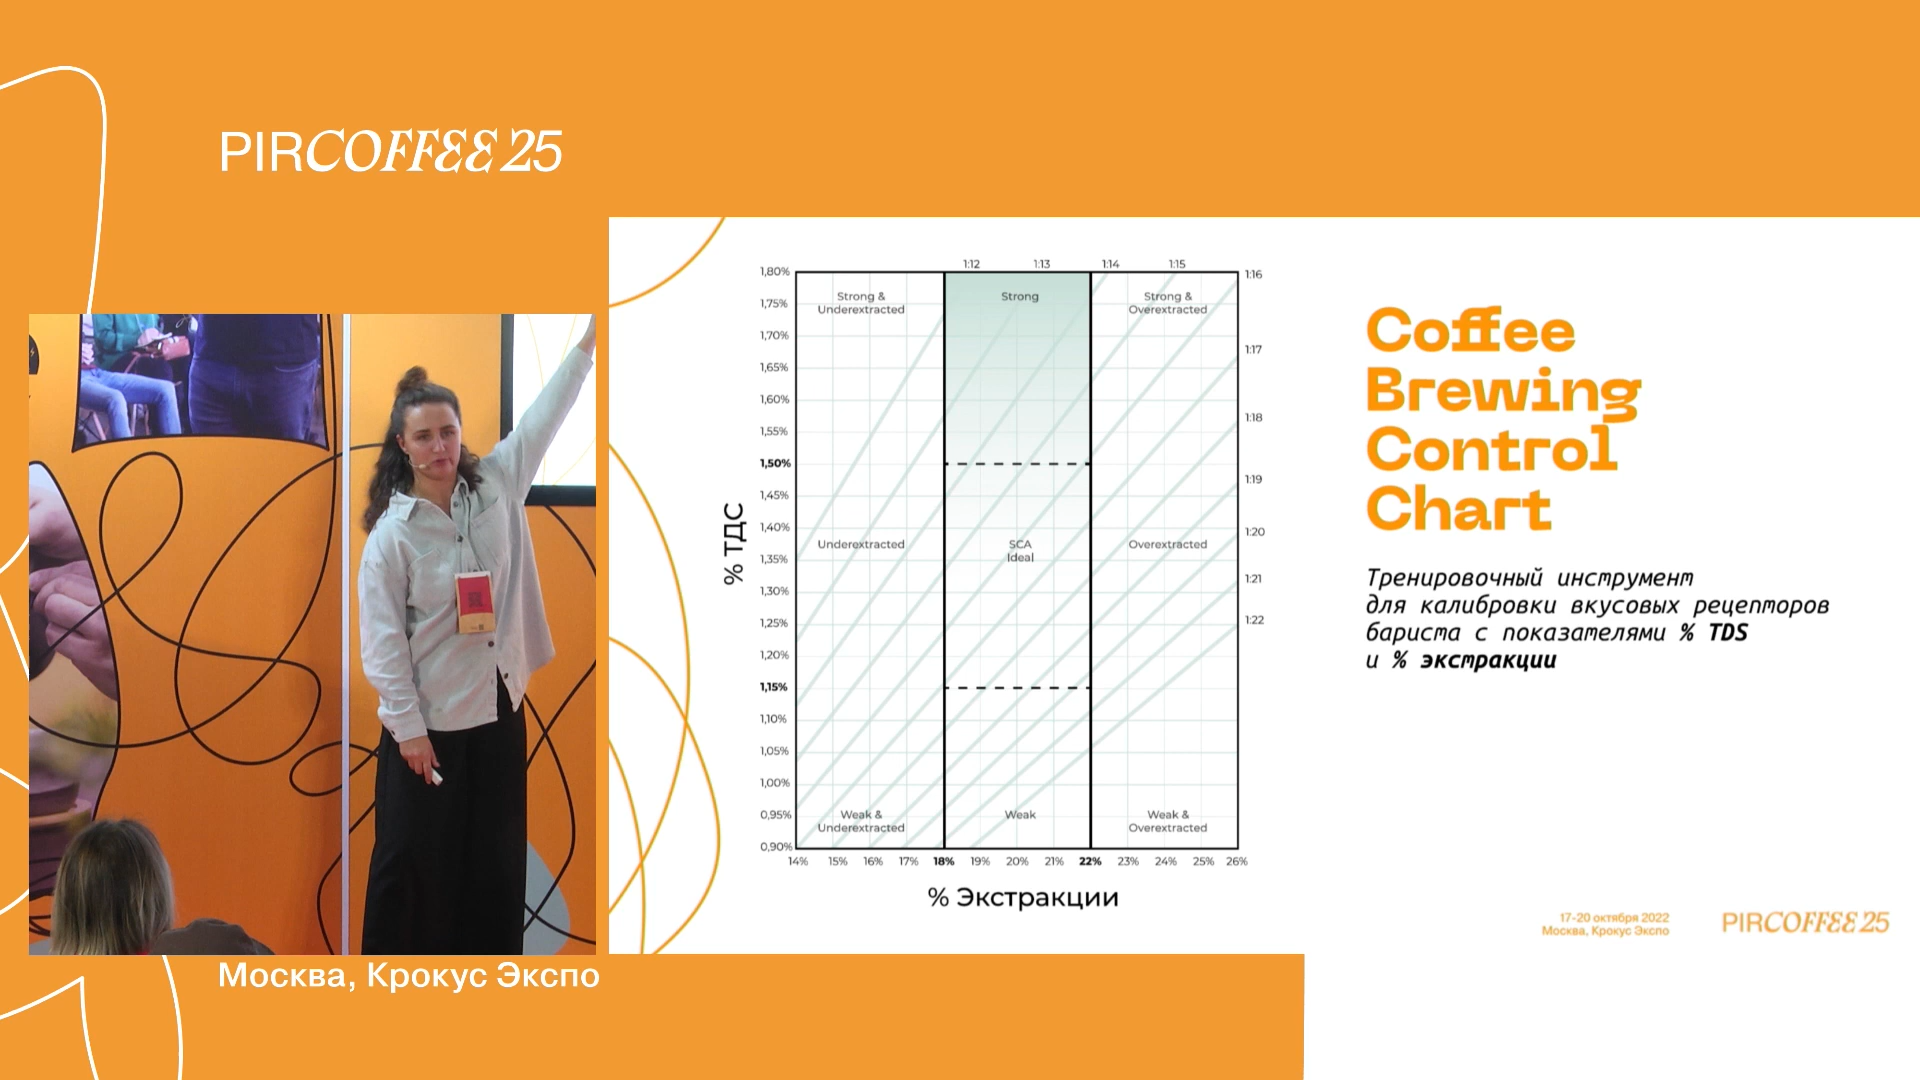 PIRCOFFEE 25
1:12 1:13 1:14 1:15
1:16
1:17
1:18
1:19
1:20
1:21
1:22
1,80%
1,75%
1,70%
1,65%
1,60%
1,55%
1,50%
1,45%
1,40%
1,35%
1,30%
1,25%
1,20%
1,15%
1,10%
1,05%
1,00%
0,95%
0,90%
% ТДС
Strong &
Underextracted
Strong
Strong &
Overextracted
Underextracted
SCA
Ideal
Overextracted
Weak &
Underextracted
Weak
Weak &
Overextracted
14% 15% 16% 17% 18% 19% 20% 21% 22% 23% 24% 25% 26%
% Экстракции
Coffee
Brewing
Control
Chart
Тренировочный инструмент
для калибровки вкусовых рецепторов
бариста с показателями % TDS
и % экстракции
17-20 октября 2022
Москва, Крокус Экспо
PIRCOFFEE 25
Москва, Крокус Экспо